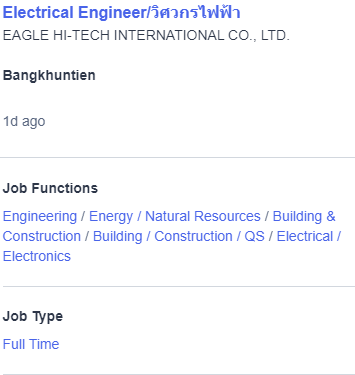 Electrical Engineer/วิศวกรไฟฟ้า
EAGLE HI-TECH INTERNATIONAL CO., LTD.
Bangkhuntien
1d ago
Job Functions
Engineering / Energy / Natural Resources / Building &
Construction / Building / Construction / QS / Electrical /
Electronics
Job Type
Full Time